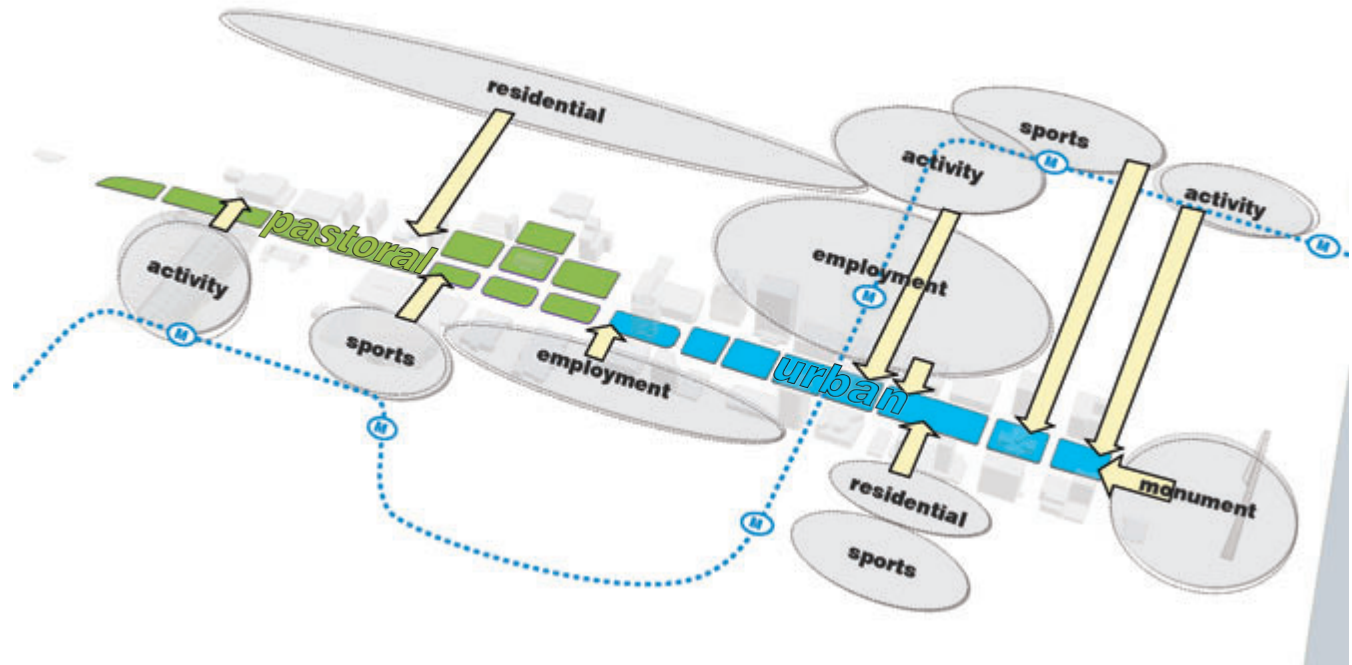 residential
sports
activity
activity
pastoral
employment
activity
sports
employment
urban
residential
monument
sports
M
M
M
M
M
M